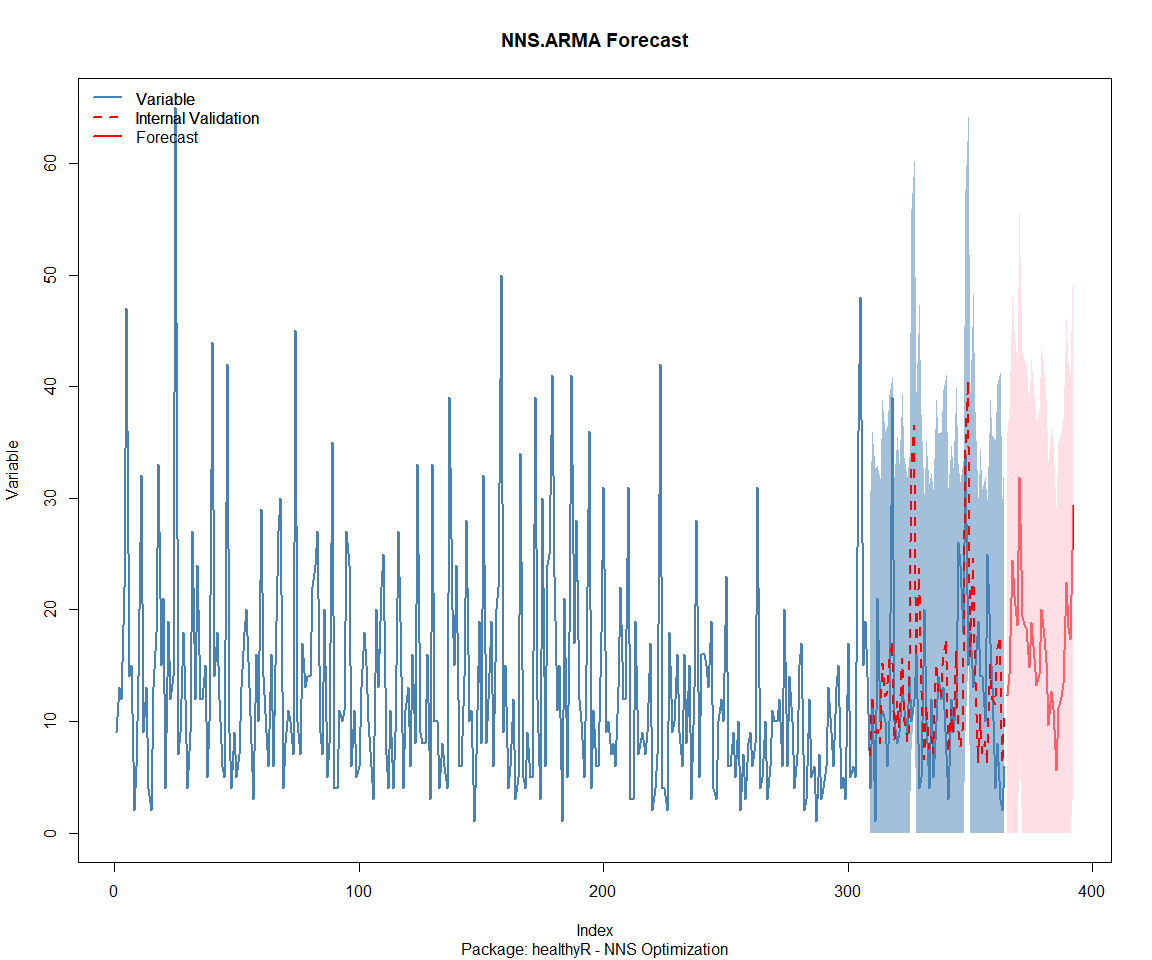 NNS.ARMA Forecast
Variable
Internal Validation
Forecast
60
50
40
30
20
10
0
Variable
0
100
200
300
400
Index
Package: healthyR - NNS Optimization